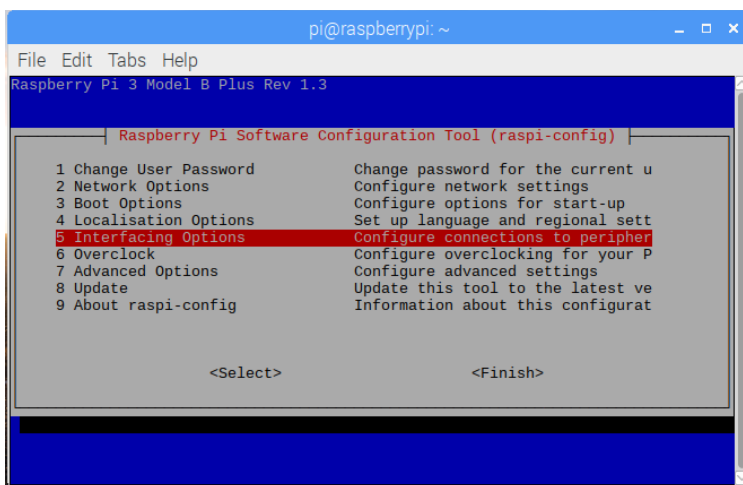 pi@raspberrypi: ~
File Edit Tabs Help
Raspberry Pi 3 Model B Plus Rev 1.3
Raspberry Pi Software Configuration Tool (raspi-config)
1 Change User Password Change password for the current u
2 Network Options Configure network settings
3 Boot Options Configure options for start-up
4 Localisation Options Set up language and regional sett
5 Interfacing Options Configure connections to peripher
6 Overclock Configure overclocking for your P
7 Advanced Options Configure advanced settings
8 Update Update this tool to the latest ve
9 About raspi-config Information about this configurat
<Select> <Finish>